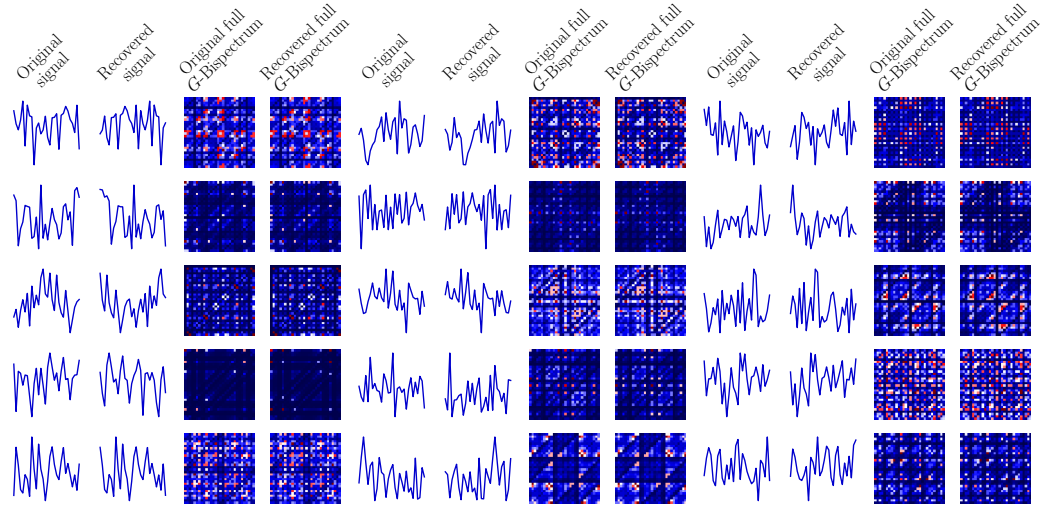 Original
signal
Recovered
signal
Original full
G-Bispectrum
Recovered full
G-Bispectrum
Original
signal
Recovered
signal
Original full
G-Bispectrum
Recovered full
G-Bispectrum
Original
signal
Recovered
signal
Original full
G-Bispectrum
Recovered full
G-Bispectrum